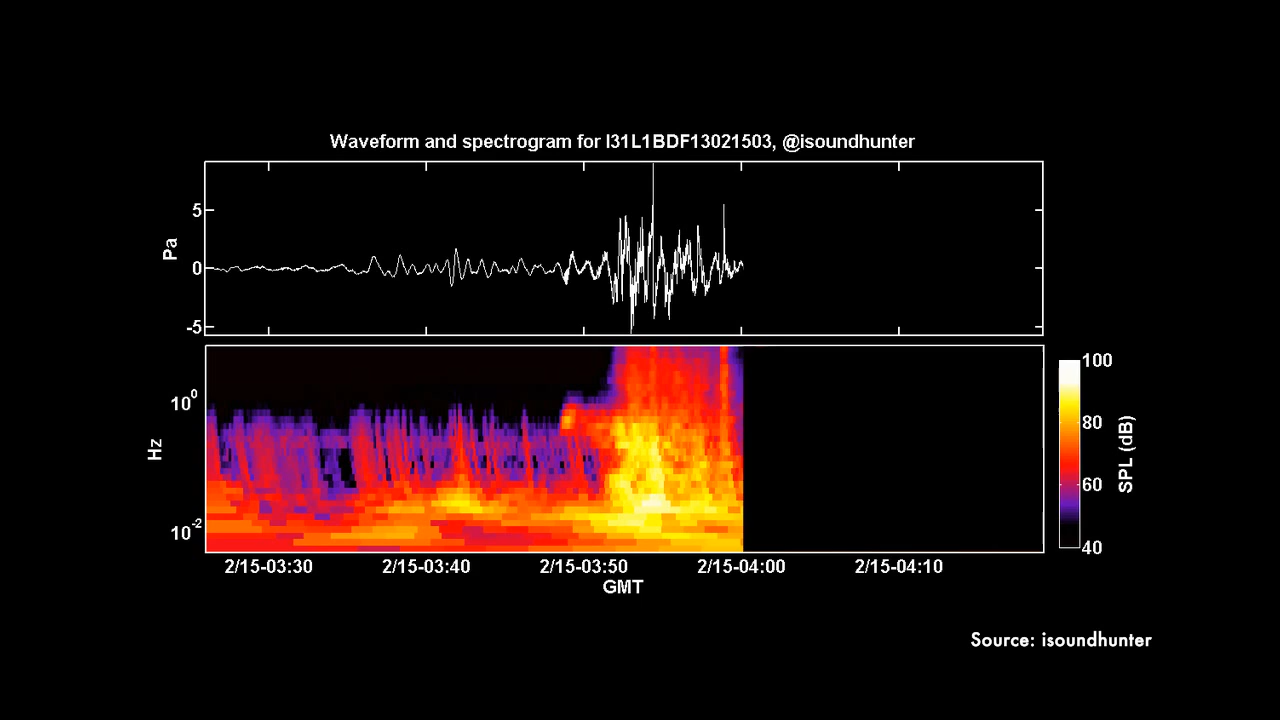 Waveform and spectrogram for I31L1BDF13021503, @isoundhunter
5
0
-5
Pa
10^0
10^-2
Hz
2/15-03:30 2/15-03:40 2/15-03:50 2/15-04:00 2/15-04:10
GMT
100
80
60
40
SPL (dB)
Source: isoundhunter